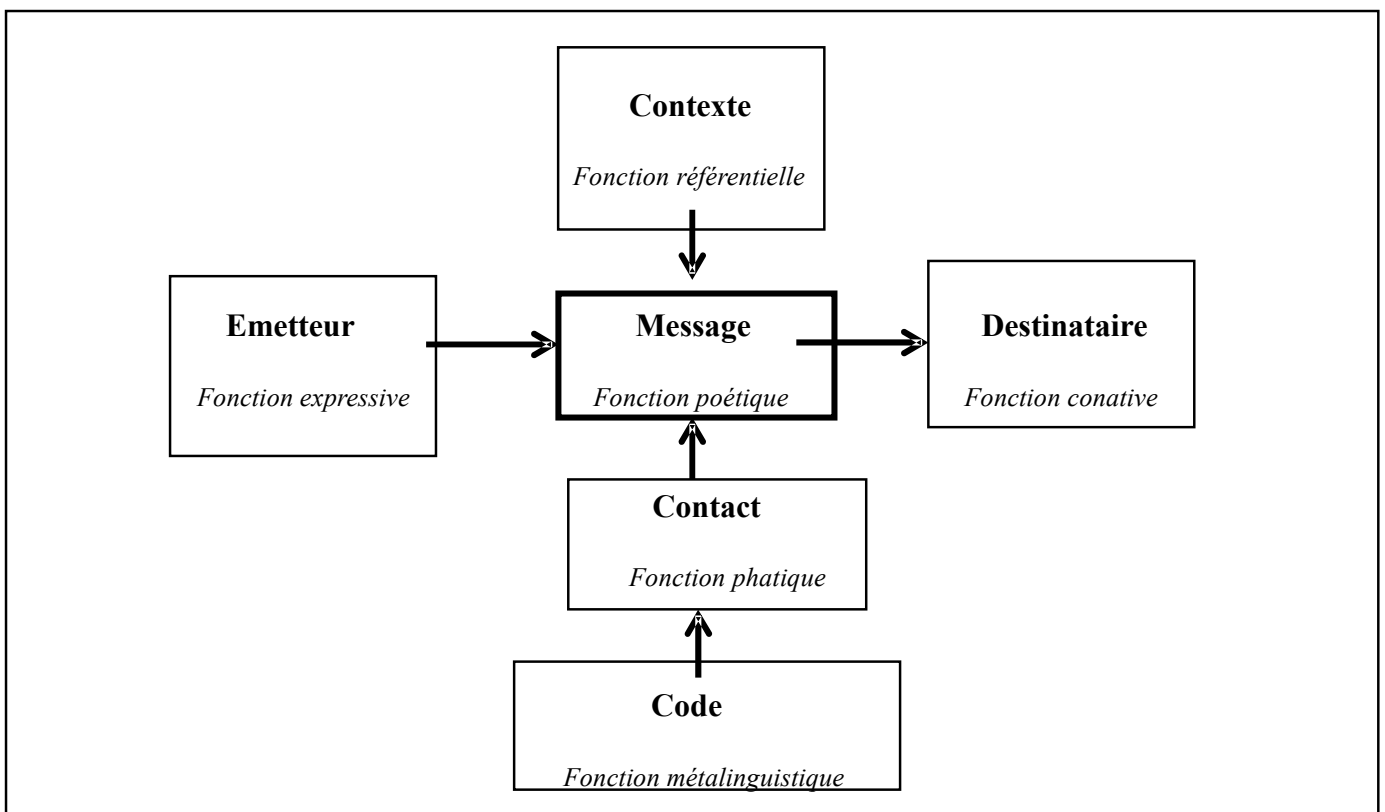 Contexte
Fonction référentielle
Emetteur
Fonction expressive
Message
Fonction poétique
Destinataire
Fonction conative
Contact
Fonction phatique
Code
Fonction métalinguistique